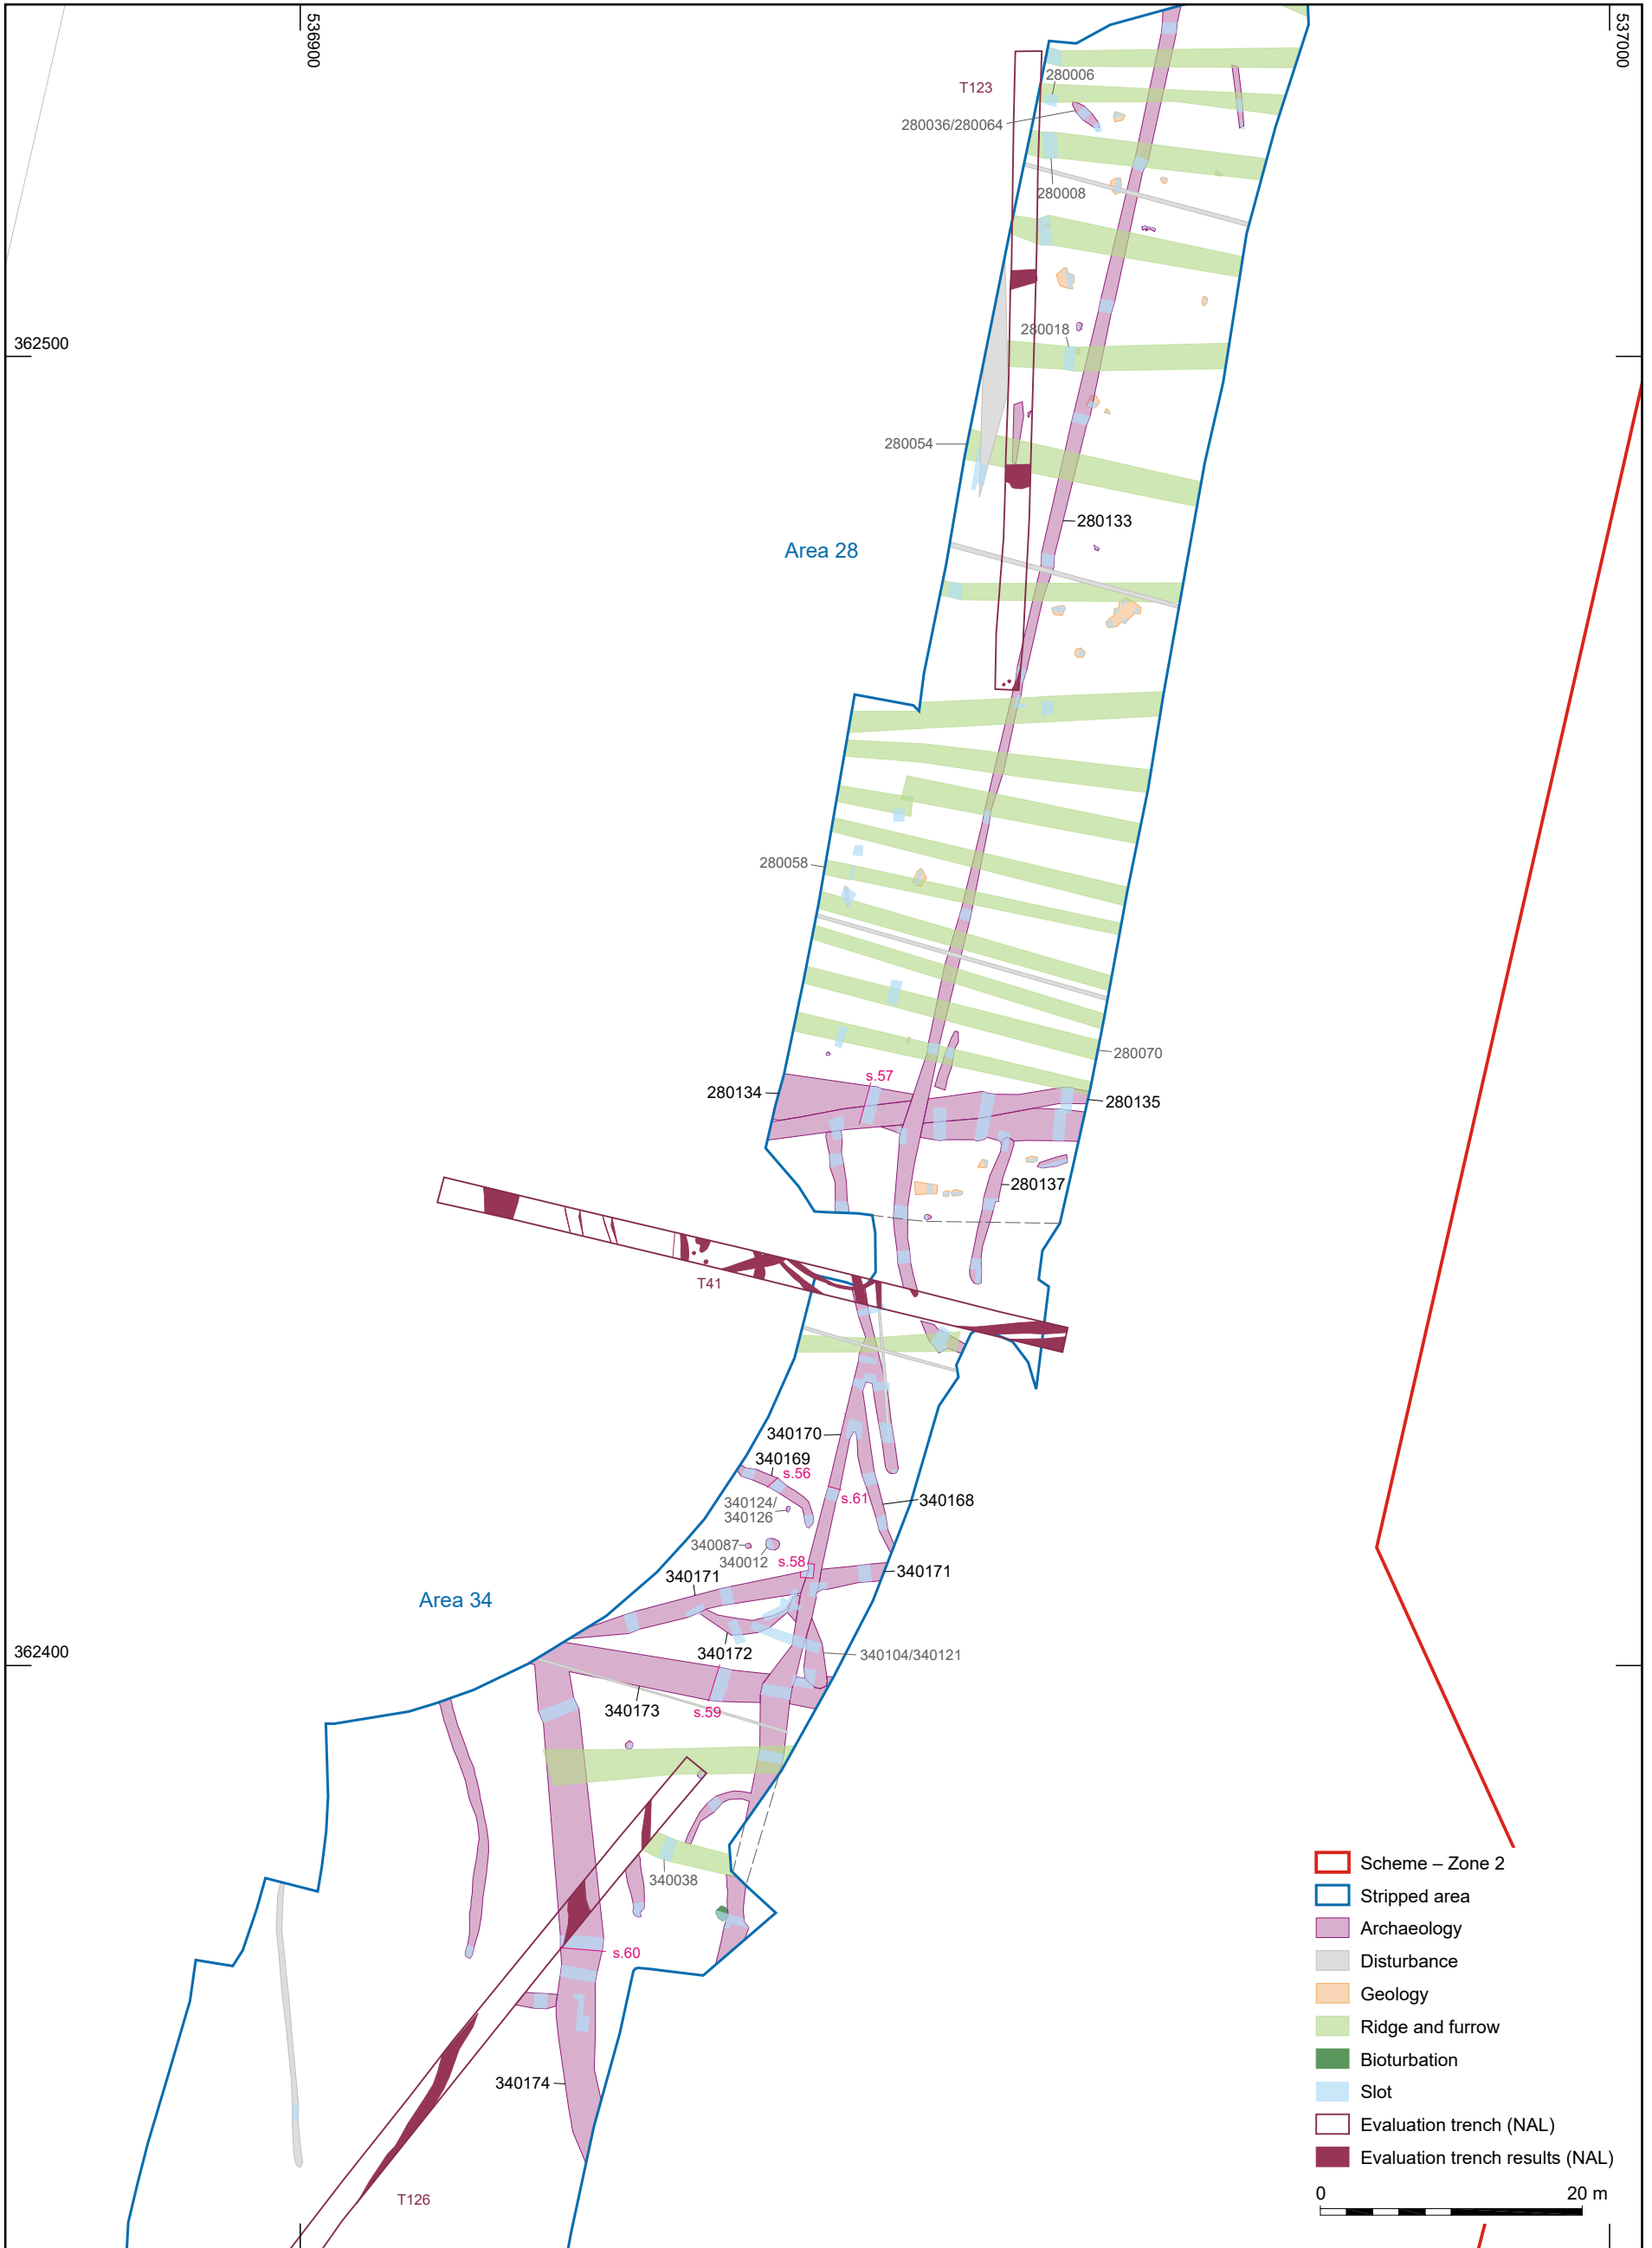 536900
537000
T123
280006
280036/280064
280008
362500
280018
280054
280133
Area 28
280058
280070
s.57
280134
280135
280137
T41
340170
340169
s.56
340124/
340126
s.61
340168
340087
340012
s.58
340171
340171
Area 34
340172
340104/340121
362400
340173
s.59
340038
s.60
340174
T126
Scheme – Zone 2
Stripped area
Archaeology
Disturbance
Geology
Ridge and furrow
Bioturbation
Slot
Evaluation trench (NAL)
Evaluation trench results (NAL)
0 20 m